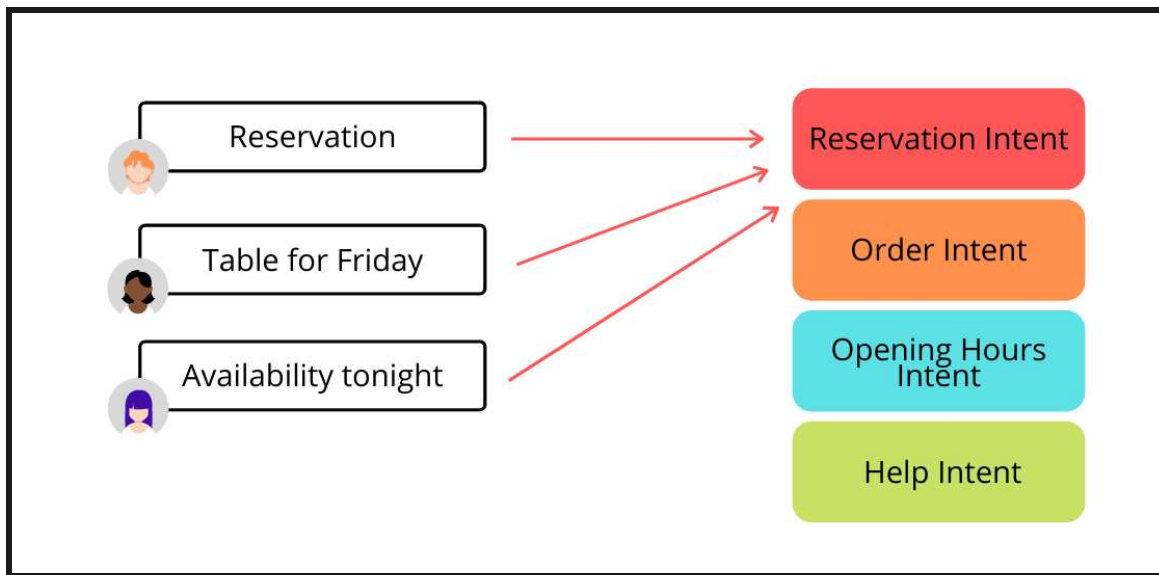 Reservation
Table for Friday
Availability tonight
Reservation Intent
Order Intent
Opening Hours
Intent
Help Intent